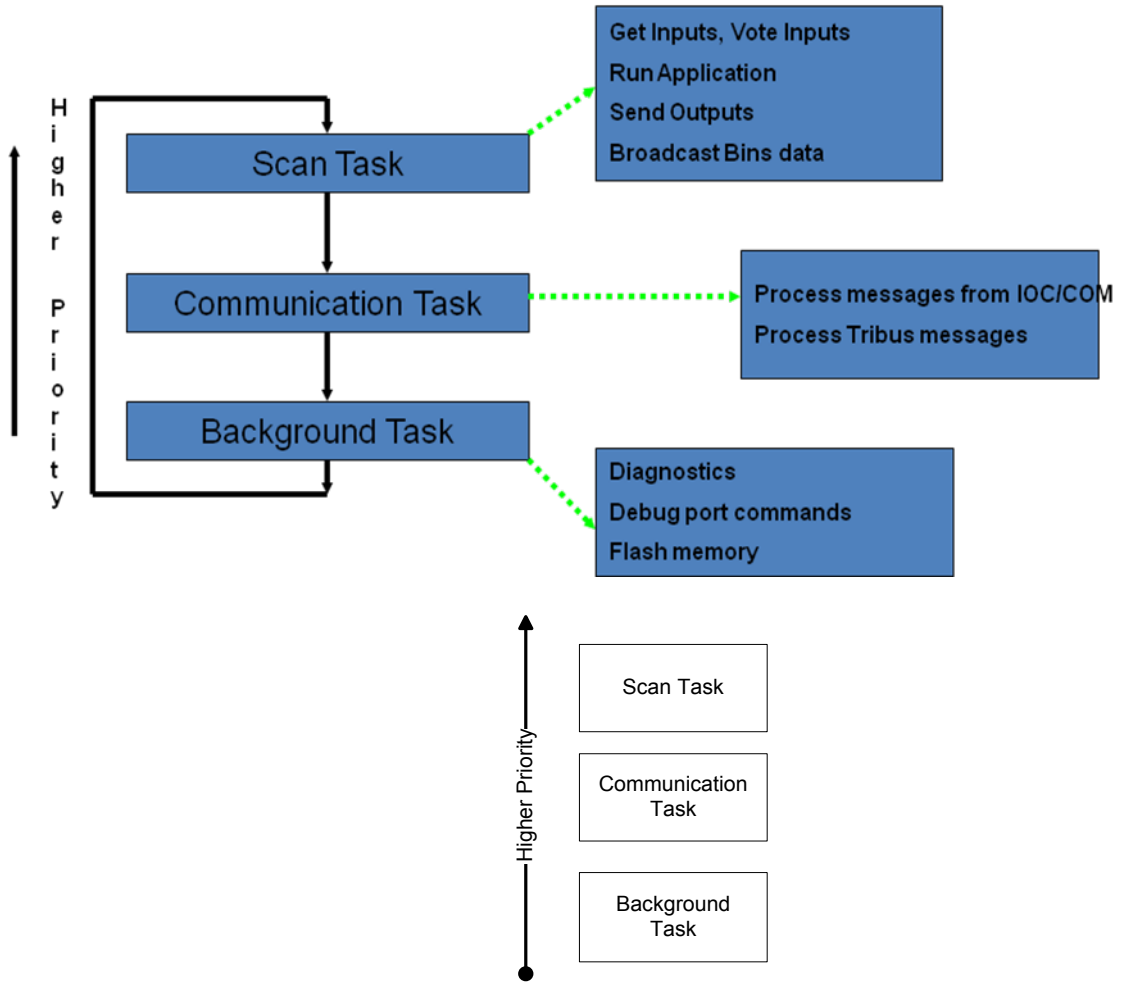 Higher Priority
Scan Task
Get Inputs, Vote Inputs
Run Application
Send Outputs
Broadcast Bins data
Communication Task
Process messages from IOC/COM
Process Tribus messages
Background Task
Diagnostics
Debug port commands
Flash memory
Higher Priority
Scan Task
Communication
Task
Background
Task